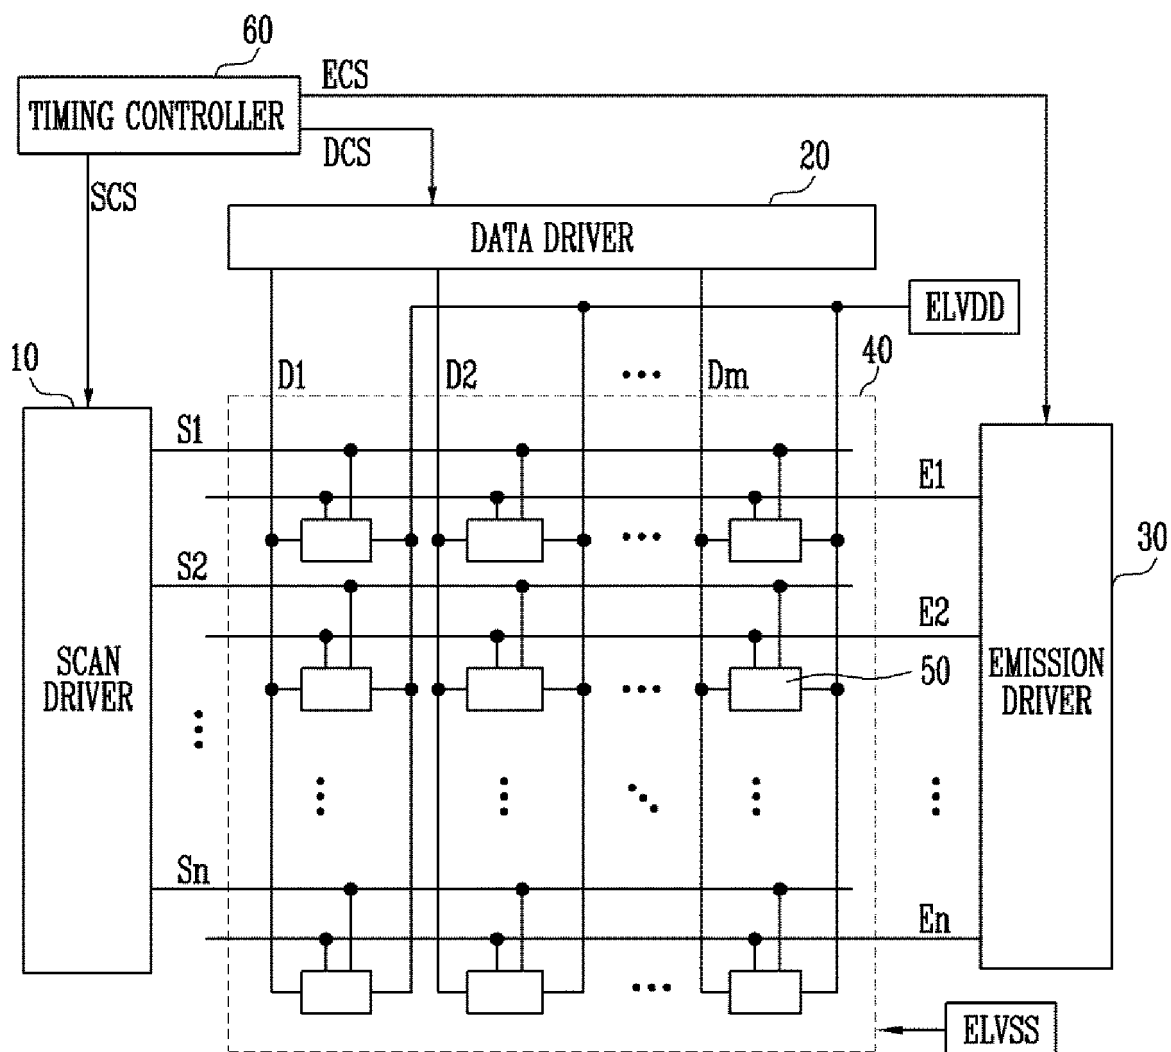 60
ECS
TIMING CONTROLLER
DCS
SCS
20
DATA DRIVER
ELVDD
10
D1
D2
•••
Dm
40
S1
E1
30
S2
E2
SCAN
DRIVER
50
EMISSION
DRIVER
Sn
En
ELVSS